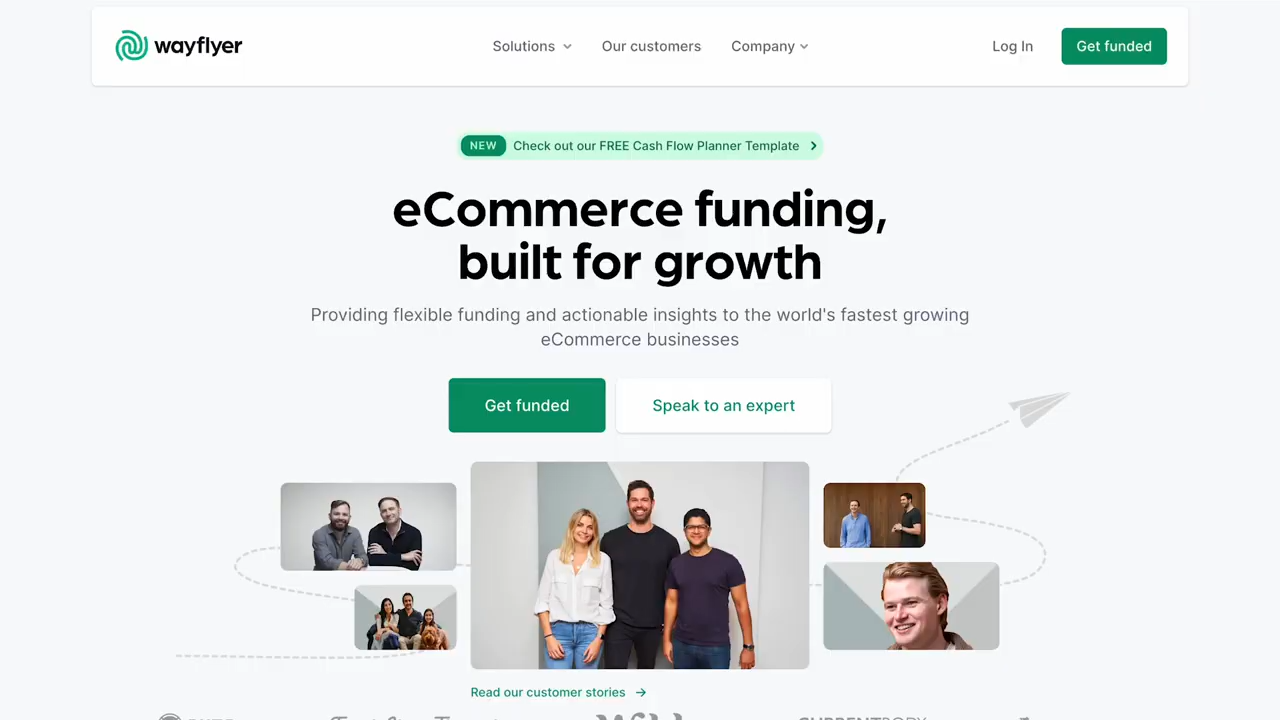 wayflyer
Solutions
Our customers
Company
Log In
Get funded
NEW
Check out our FREE Cash Flow Planner Template
eCommerce funding,
built for growth
Providing flexible funding and actionable insights to the world's fastest growing
eCommerce businesses
Get funded
Speak to an expert
Read our customer stories
CURRENTBODY